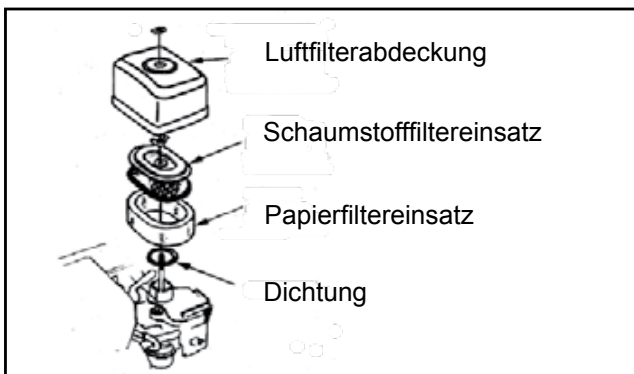 Luftfilterabdeckung
Schaumstofffiltereinsatz
Papierfiltereinsatz
Dichtung